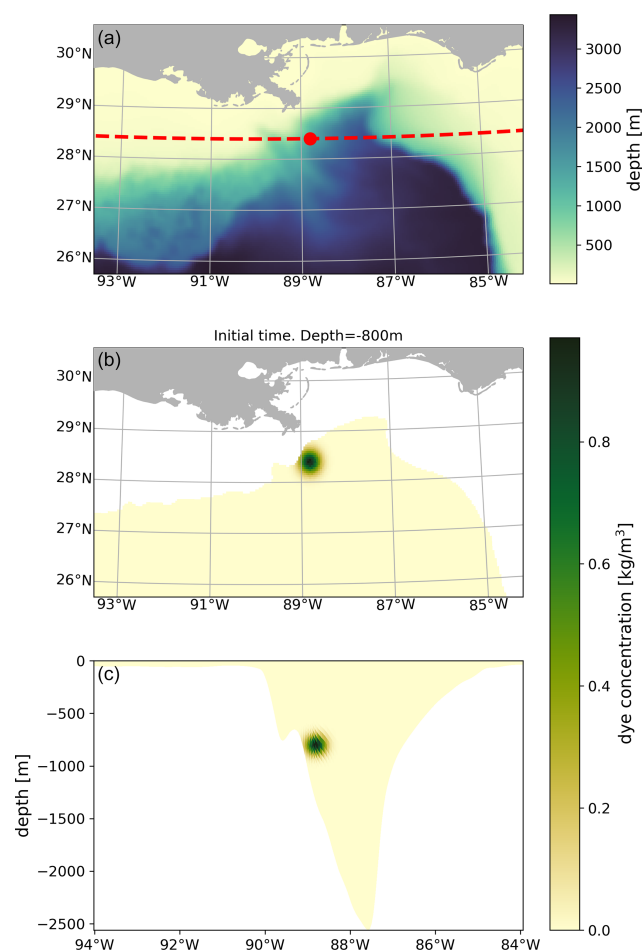 (a)
30°N
29°N
28°N
27°N
26°N
93°W 91°W 89°W 87°W 85°W
3000
2500
2000
1500
1000
500
depth [m]
Initial time. Depth=-800m
(b)
30°N
29°N
28°N
27°N
26°N
93°W 91°W 89°W 87°W 85°W
(c)
0
−500
−1000
−1500
−2000
−2500
depth [m]
94°W 92°W 90°W 88°W 86°W 84°W
0.8
0.6
0.4
0.2
0.0
dye concentration [kg/m³]